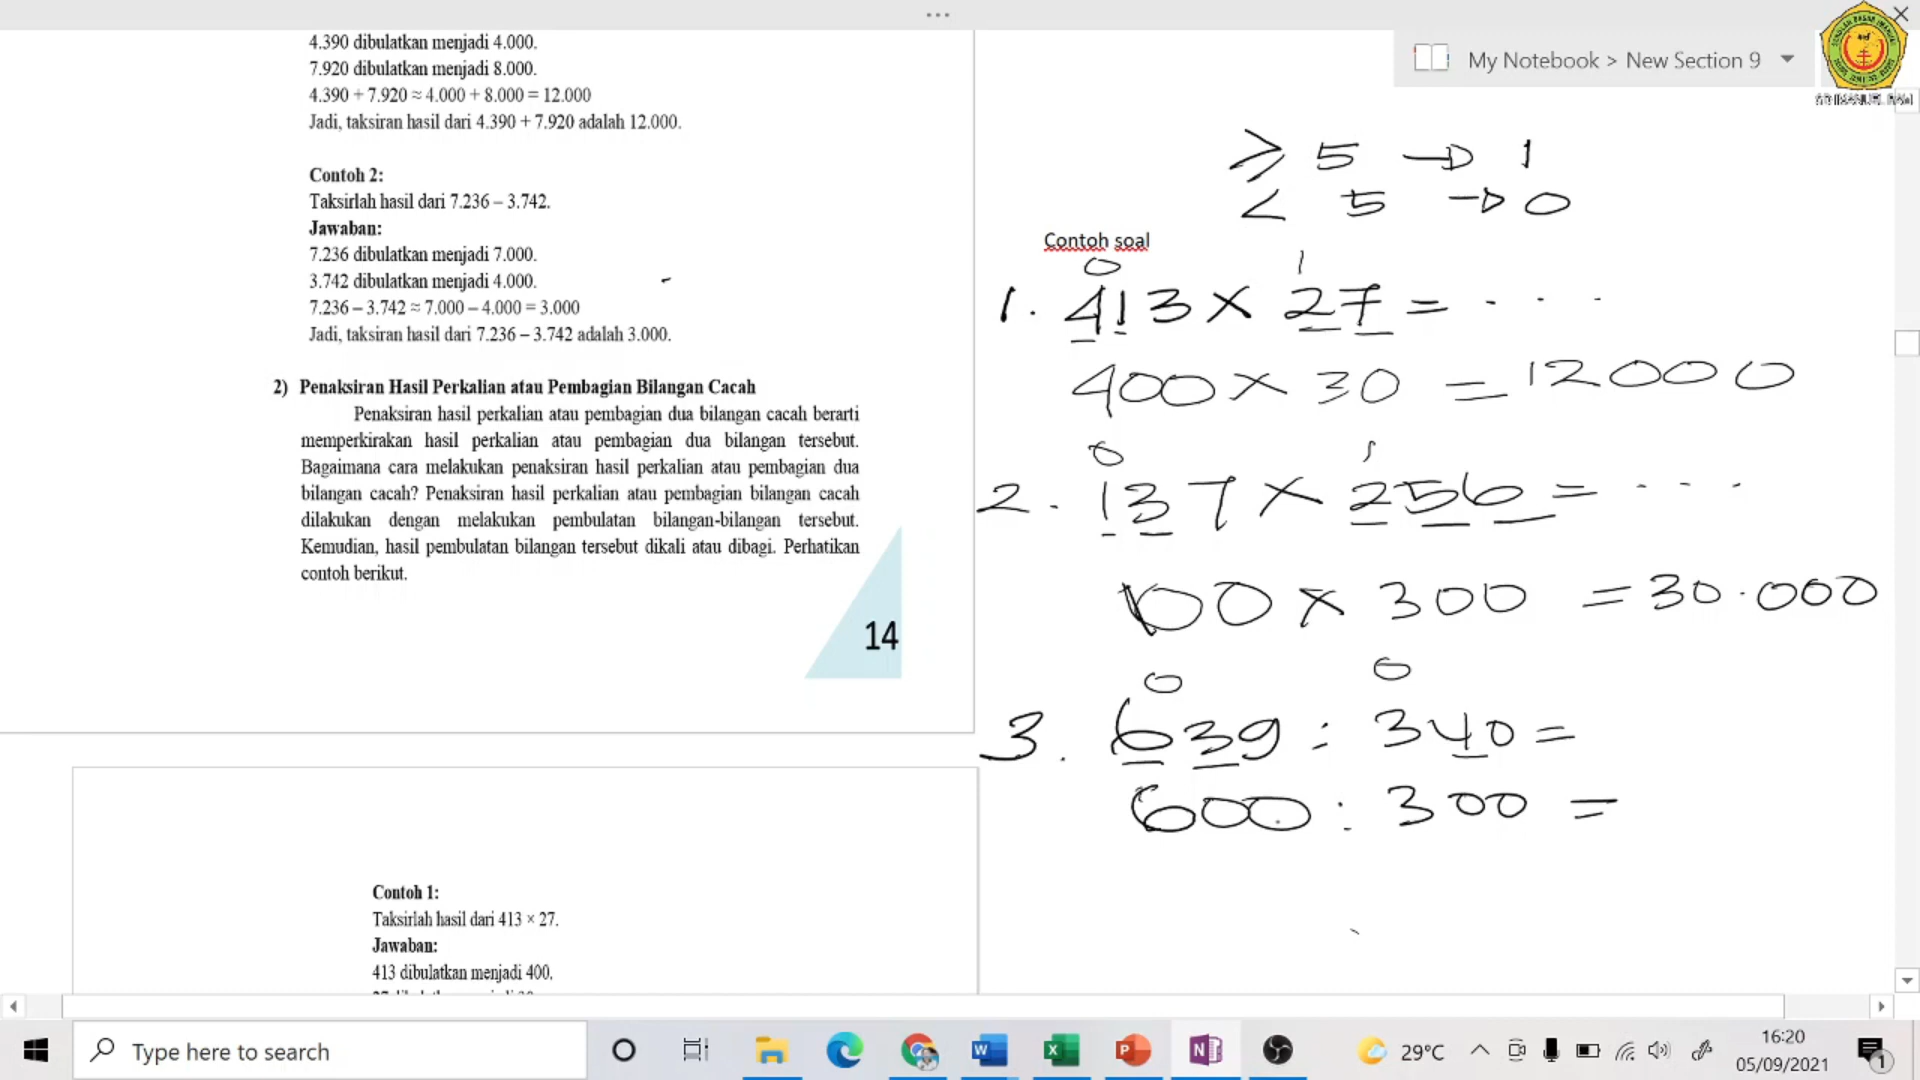 My Notebook > New Section 9
4.390 dibulatkan menjadi 4.000.
7.920 dibulatkan menjadi 8.000.
4.390 + 7.920 ≈ 4.000 + 8.000 = 12.000
Jadi, taksiran hasil dari 4.390 + 7.920 adalah 12.000.
Contoh 2:
Taksirlah hasil dari 7.236 – 3.742.
Jawaban:
7.236 dibulatkan menjadi 7.000.
3.742 dibulatkan menjadi 4.000.
7.236 – 3.742 ≈ 7.000 – 4.000 = 3.000
Jadi, taksiran hasil dari 7.236 – 3.742 adalah 3.000.
2) Penaksiran Hasil Perkalian atau Pembagian Bilangan Cacah
Penaksiran hasil perkalian atau pembagian dua bilangan cacah berarti
memperkirakan hasil perkalian atau pembagian dua bilangan tersebut.
Bagaimana cara melakukan penaksiran hasil perkalian atau pembagian dua
bilangan cacah? Penaksiran hasil perkalian atau pembagian bilangan cacah
dilakukan dengan melakukan pembulatan bilangan-bilangan tersebut.
Kemudian, hasil pembulatan bilangan tersebut dikali atau dibagi. Perhatikan
contoh berikut.
14
Contoh 1:
Taksirlah hasil dari 413 × 27.
Jawaban:
413 dibulatkan menjadi 400.
≥ 5 → 1
< 5 → 0
Contoh soal
0 1
1. 413 × 27 = . . .
400 × 30 = 12000
0 1
2. 137 × 256 = . . .
100 × 300 = 30.000
0 0
3. 639 : 340 =
600 : 300 =
Type here to search
29°C
16:20
05/09/2021
1